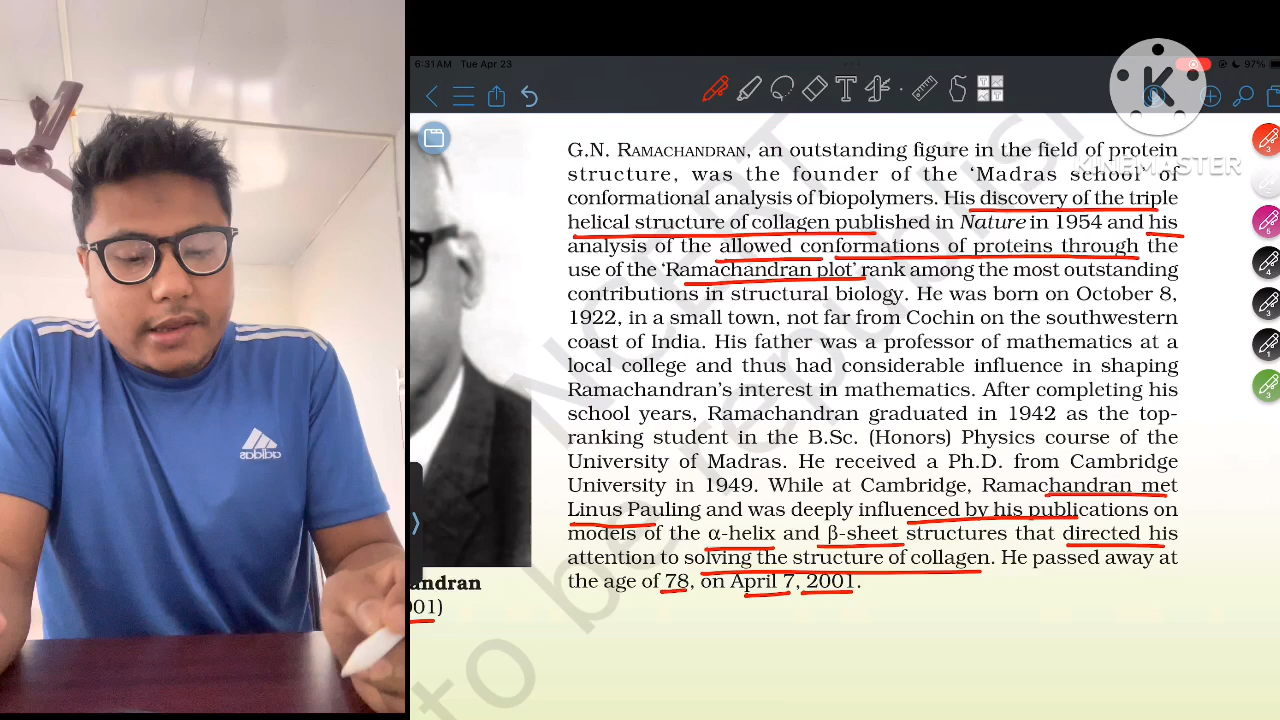 6:31 AM Tue Apr 23
97%
K
KINEMASTER
G.N. RAMACHANDRAN, an outstanding figure in the field of protein
structure, was the founder of the ‘Madras school’ of
conformational analysis of biopolymers. His discovery of the triple
helical structure of collagen published in Nature in 1954 and his
analysis of the allowed conformations of proteins through the
use of the ‘Ramachandran plot’ rank among the most outstanding
contributions in structural biology. He was born on October 8,
1922, in a small town, not far from Cochin on the southwestern
coast of India. His father was a professor of mathematics at a
local college and thus had considerable influence in shaping
Ramachandran’s interest in mathematics. After completing his
school years, Ramachandran graduated in 1942 as the top-
ranking student in the B.Sc. (Honors) Physics course of the
University of Madras. He received a Ph.D. from Cambridge
University in 1949. While at Cambridge, Ramachandran met
Linus Pauling and was deeply influenced by his publications on
models of the α-helix and β-sheet structures that directed his
attention to solving the structure of collagen. He passed away at
the age of 78, on April 7, 2001.
andran
001)
NCERT
to be republis
adidas